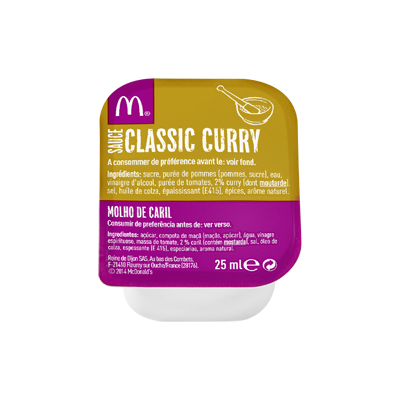 M®
SAUCE
CLASSIC CURRY
A consommer de préférence avant le: voir fond.
Ingrédients: sucre, purée de pommes (pommes, sucre), eau,
vinaigre d'alcool, purée de tomates, 2% curry (dont moutarde),
sel, huile de colza, épaississant (E415), épices, arôme naturel.
MOLHO DE CARIL
Consumir de preferência antes de: ver verso.
Ingredientes: açúcar, compota de maçã (maçã, açúcar), água, vinagre
espirituoso, massa de tomate, 2 % caril (contém mostarda), sal, óleo de
colza, espessante (E 415), especiarias, aroma natural.
Reine de Dijon SAS, Au bas des Combets,
F-21410 Fleurey sur Ouche/France (28176).
© 2014 McDonald's
25 ml e